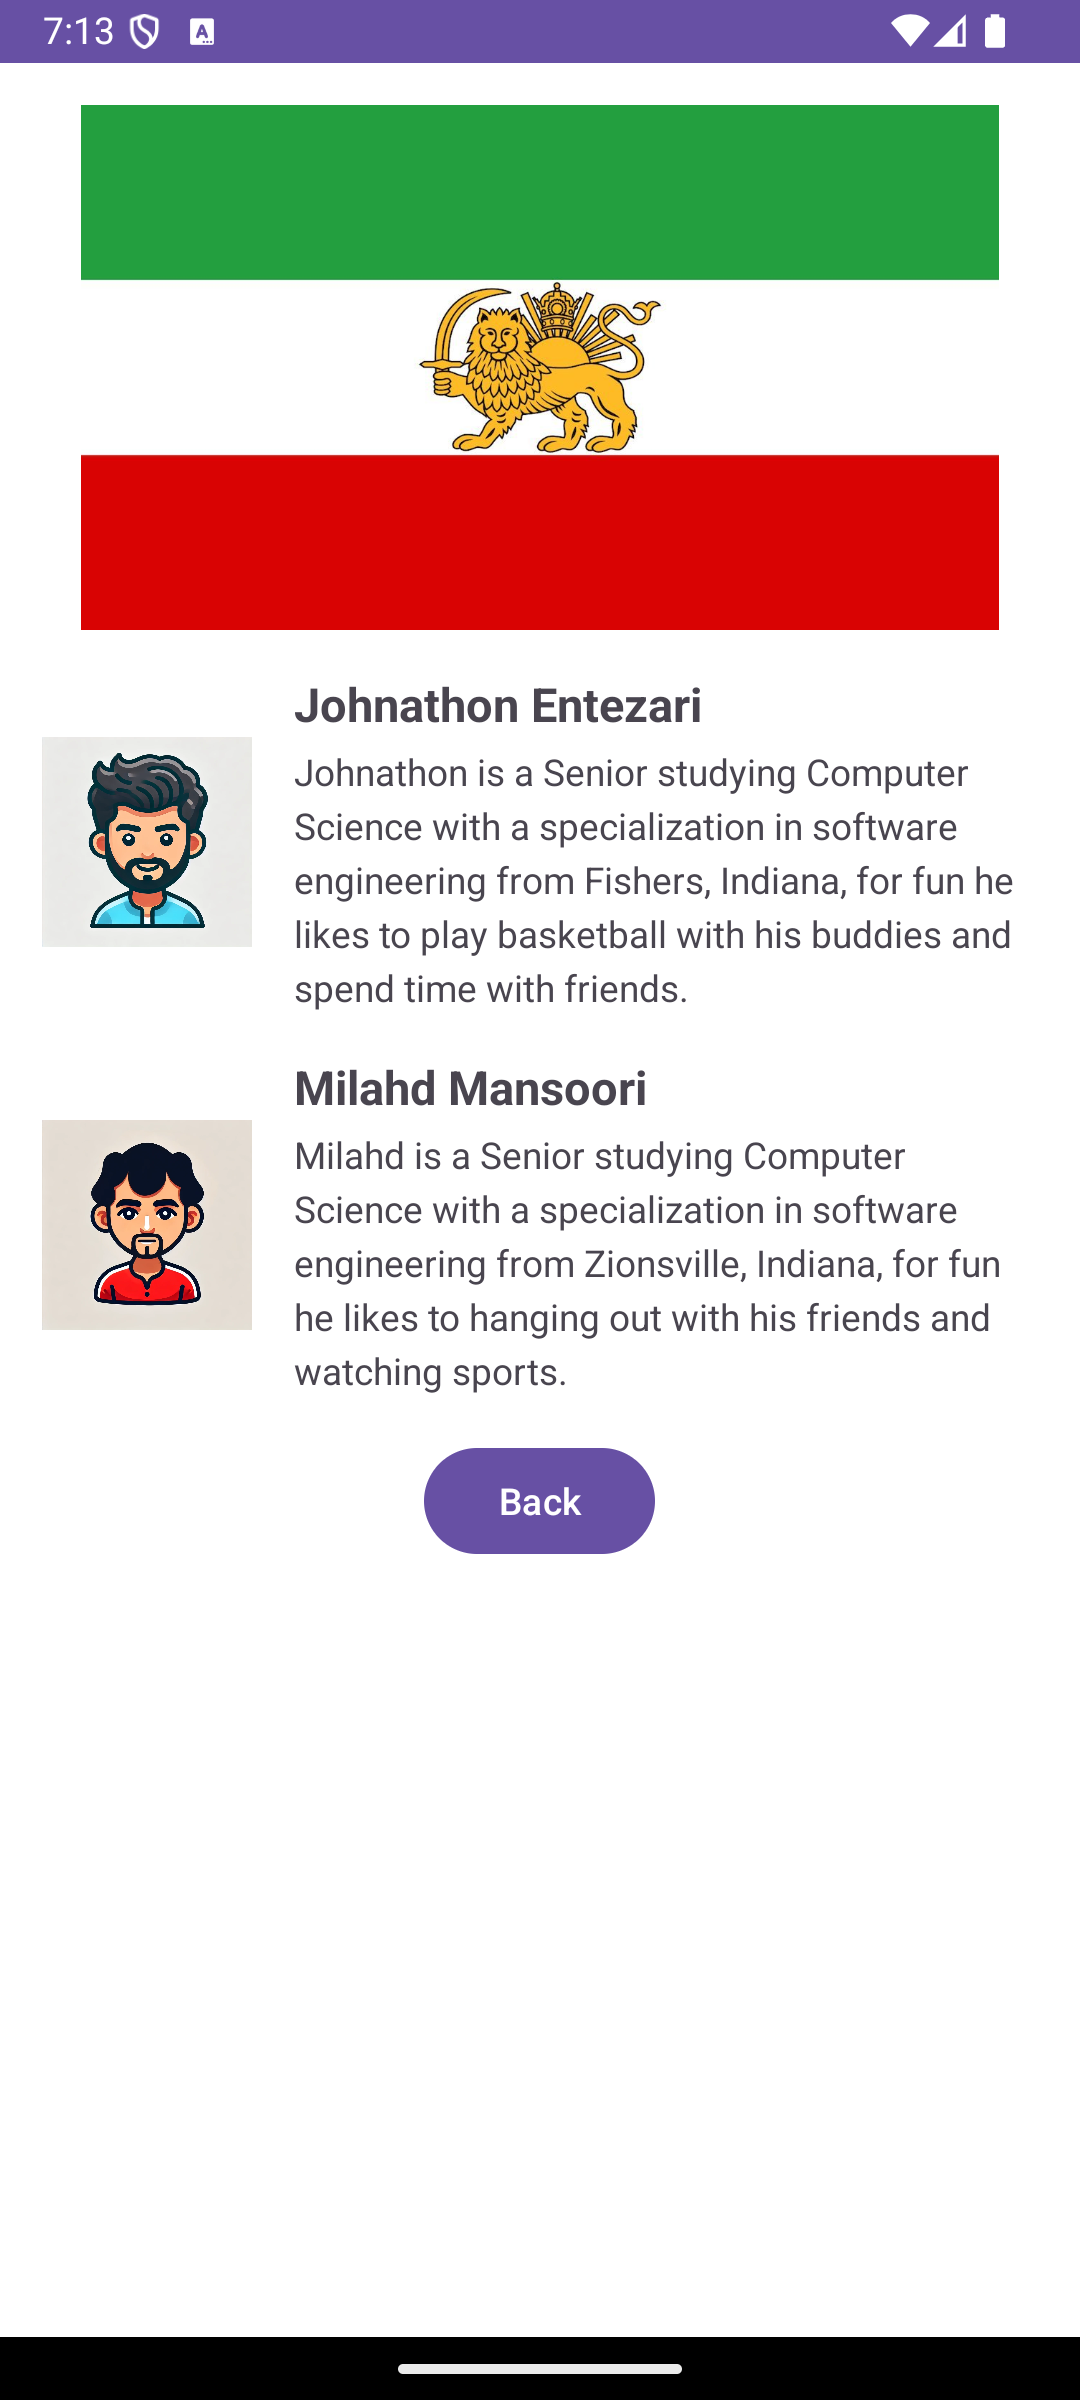 7:13
Johnathon Entezari
Johnathon is a Senior studying Computer
Science with a specialization in software
engineering from Fishers, Indiana, for fun he
likes to play basketball with his buddies and
spend time with friends.
Milahd Mansoori
Milahd is a Senior studying Computer
Science with a specialization in software
engineering from Zionsville, Indiana, for fun
he likes to hanging out with his friends and
watching sports.
Back